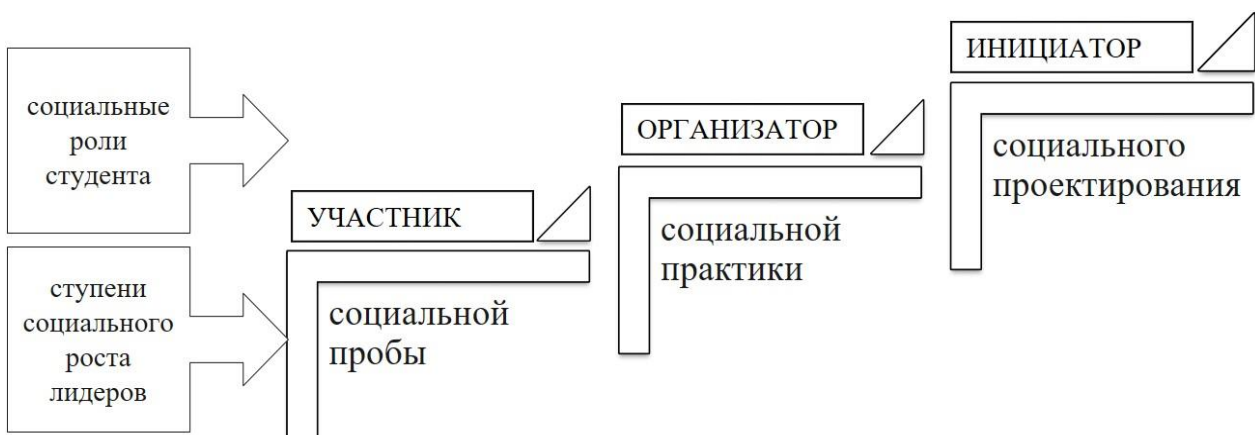 социальные
роли
студента
ступени
социального
роста
лидеров
УЧАСТНИК
социальной
пробы
ОРГАНИЗАТОР
социальной
практики
ИНИЦИАТОР
социального
проектирования